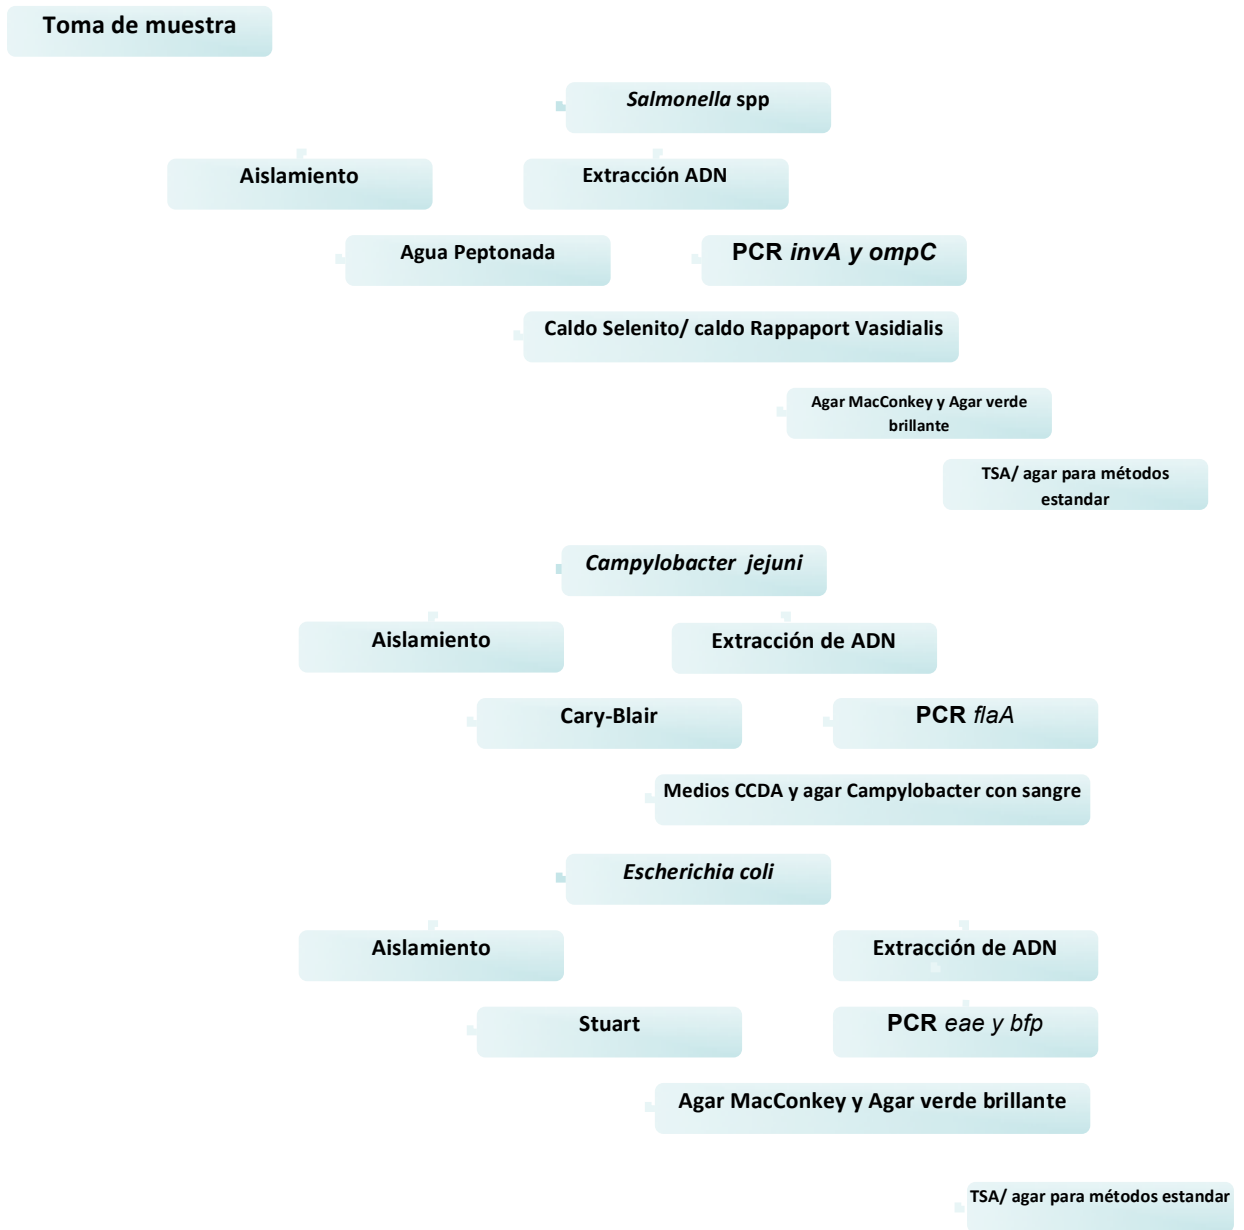 Toma de muestra
Salmonella spp
Aislamiento
Extracción ADN
Agua Peptonada
PCR invA y ompC
Caldo Selenito/ caldo Rappaport Vasidialis
Agar MacConkey y Agar verde
brillante
TSA/ agar para métodos
estandar
Campylobacter jejuni
Aislamiento
Extracción de ADN
Cary-Blair
PCR flaA
Medios CCDA y agar Campylobacter con sangre
Escherichia coli
Aislamiento
Extracción de ADN
Stuart
PCR eae y bfp
Agar MacConkey y Agar verde brillante
TSA/ agar para métodos estandar